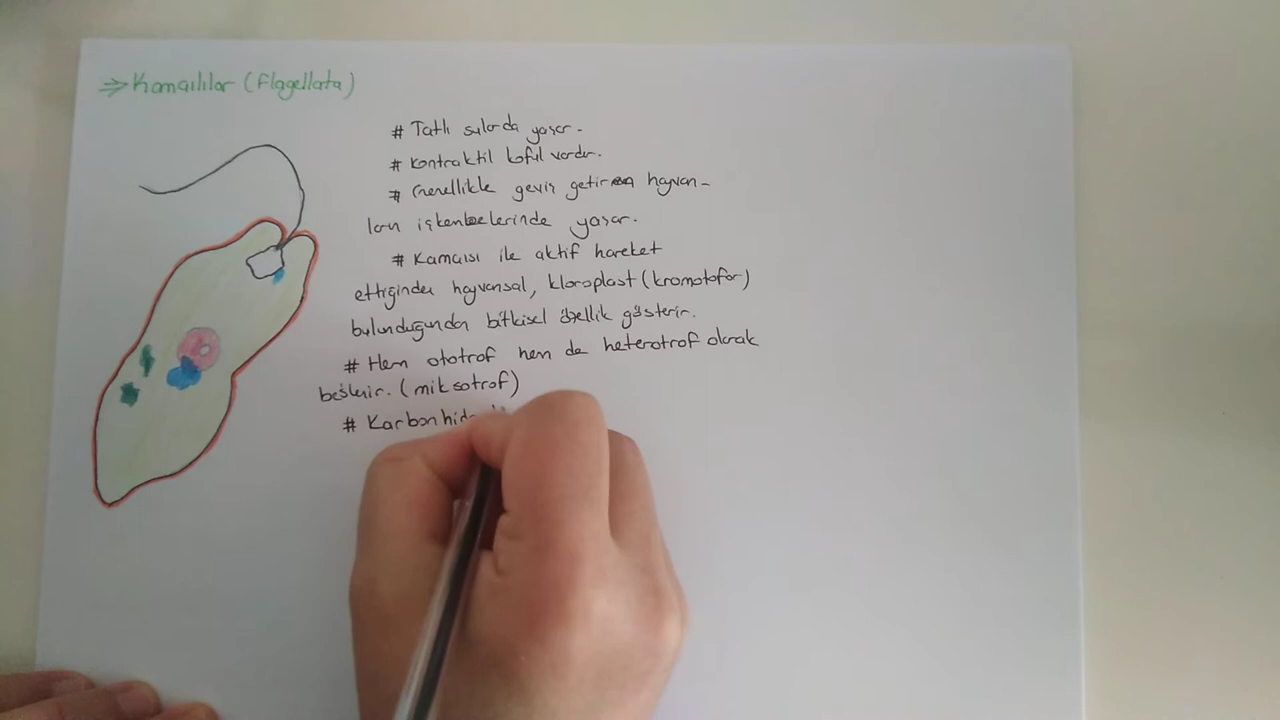 ⇒ Kamçılılar (Flagellata)
# Tatlı sularda yaşar.
# Kontraktil koful vardır.
# Genellikle geviş getiren hayvan-
ların işkembelerinde yaşar.
# Kamçısı ile aktif hareket
ettiğinden hayvansal, kloroplast (kromotofor)
bulunduğundan bitkisel özellik gösterir.
# Hem ototrof hem de heterotrof olarak
beslenir. (miksotrof)
#